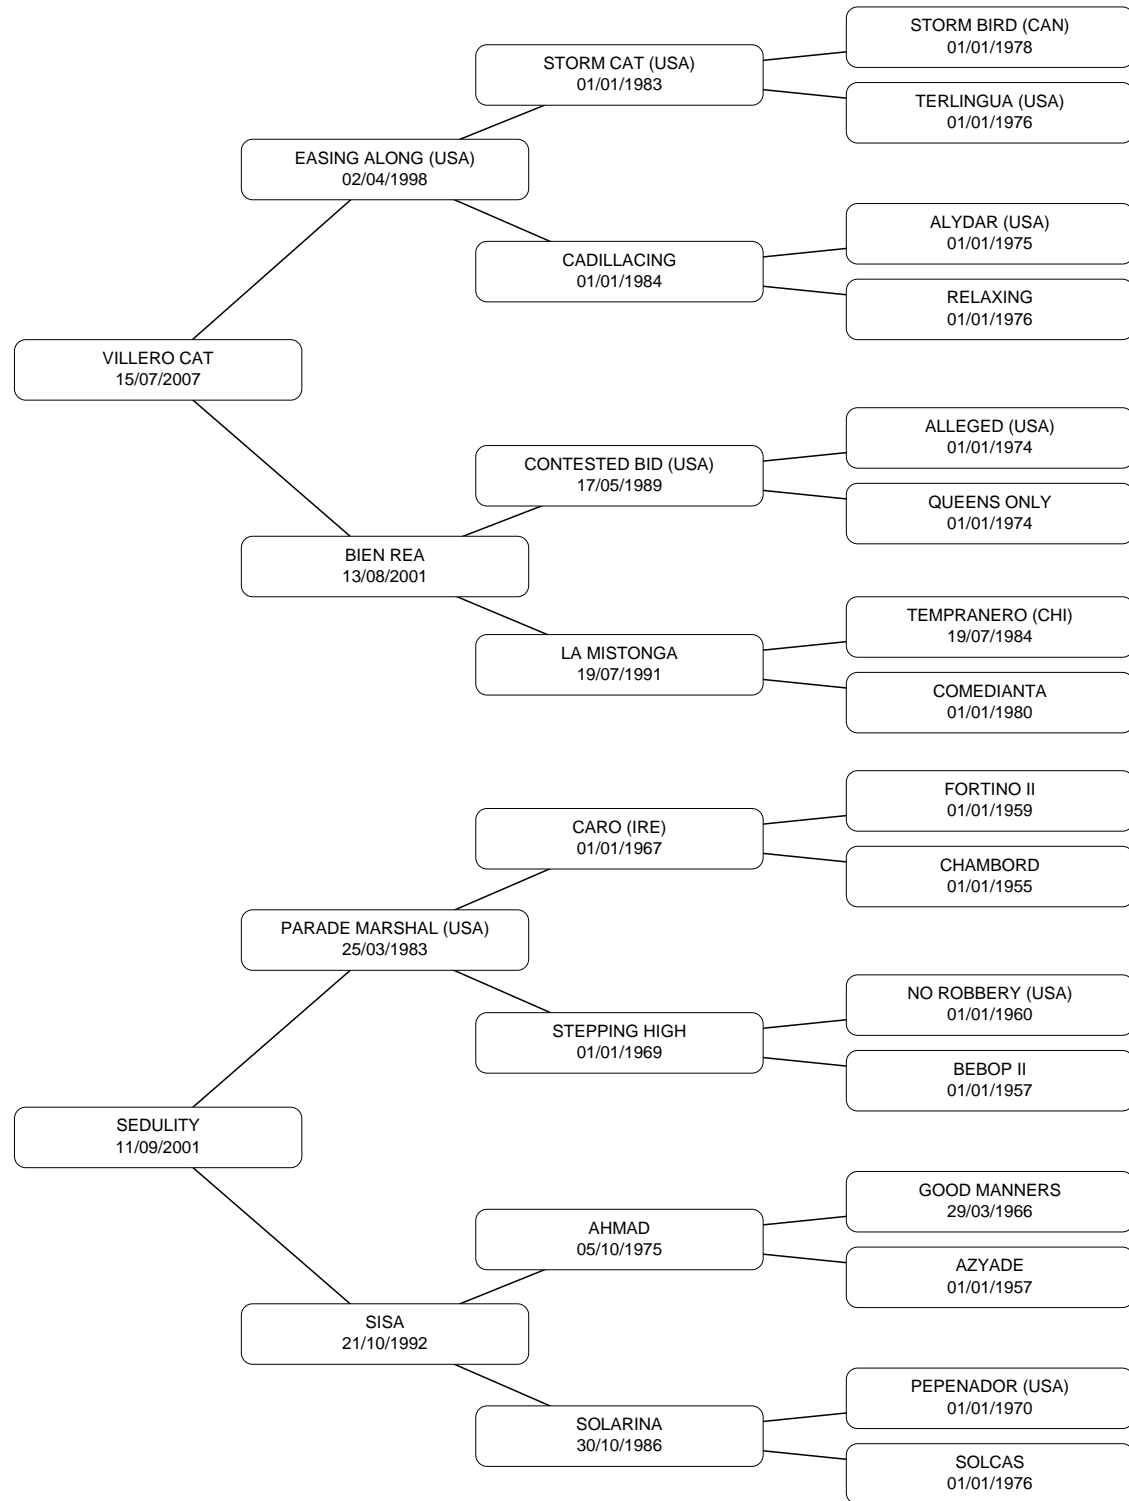 STORM BIRD (CAN)
01/01/1978
STORM CAT (USA)
01/01/1983
TERLINGUA (USA)
01/01/1976
EASING ALONG (USA)
02/04/1998
ALYDAR (USA)
01/01/1975
CADILLACING
01/01/1984
RELAXING
01/01/1976
VILLERO CAT
15/07/2007
ALLEGED (USA)
01/01/1974
CONTESTED BID (USA)
17/05/1989
QUEENS ONLY
01/01/1974
BIEN REA
13/08/2001
TEMPRANERO (CHI)
19/07/1984
LA MISTONGA
19/07/1991
COMEDIANTA
01/01/1980
FORTINO II
01/01/1959
CARO (IRE)
01/01/1967
CHAMBORD
01/01/1955
PARADE MARSHAL (USA)
25/03/1983
NO ROBBERY (USA)
01/01/1960
STEPPING HIGH
01/01/1969
BEBOP II
01/01/1957
SEDULITY
11/09/2001
GOOD MANNERS
29/03/1966
AHMAD
05/10/1975
AZYADE
01/01/1957
SISA
21/10/1992
PEPENADOR (USA)
01/01/1970
SOLARINA
30/10/1986
SOLCAS
01/01/1976